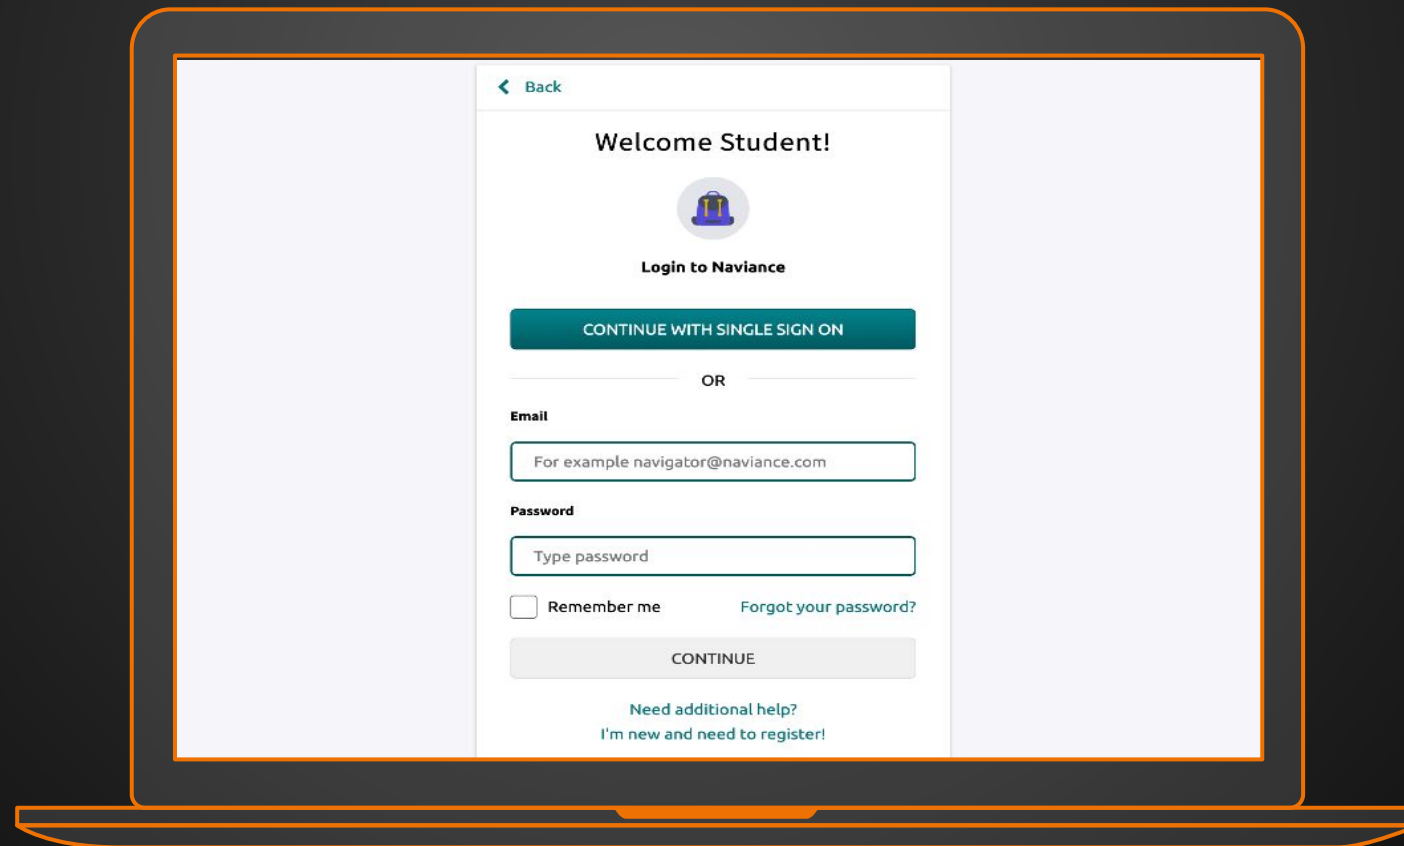 Back
Welcome Student!
Login to Naviance
CONTINUE WITH SINGLE SIGN ON
OR
Email
For example navigator@naviance.com
Password
Type password
Remember me
Forgot your password?
CONTINUE
Need additional help?
I'm new and need to register!